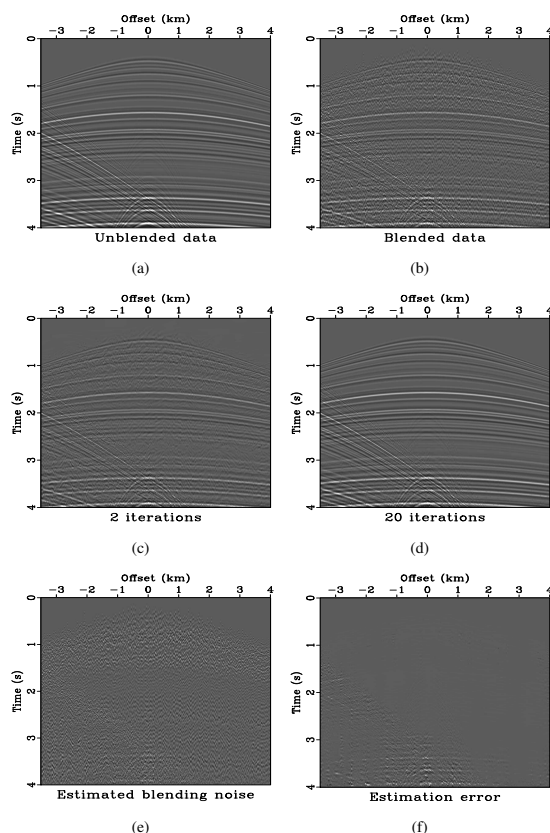 Offset (km)
−3 −2 −1 0 1 2 3 4
0 1 2 3 4
Time (s)
Unblended data
(a)
Offset (km)
−3 −2 −1 0 1 2 3 4
0 1 2 3 4
Time (s)
Blended data
(b)
Offset (km)
−3 −2 −1 0 1 2 3 4
0 1 2 3 4
Time (s)
2 iterations
(c)
Offset (km)
−3 −2 −1 0 1 2 3 4
0 1 2 3 4
Time (s)
20 iterations
(d)
Offset (km)
−3 −2 −1 0 1 2 3 4
0 1 2 3 4
Time (s)
Estimated blending noise
(e)
Offset (km)
−3 −2 −1 0 1 2 3 4
0 1 2 3 4
Time (s)
Estimation error
(f)